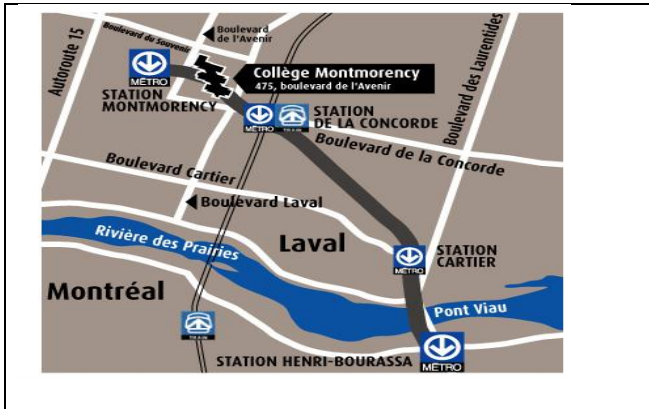 Boulevard
de l'Avenir
Boulevard du Souvenir
Autoroute 15
Collège Montmorency
475, boulevard de l'Avenir
MÉTRO
STATION
MONTMORENCY
MÉTRO
TRAIN
STATION
DE LA CONCORDE
Boulevard des Laurentides
Boulevard de la Concorde
Boulevard Cartier
Boulevard Laval
Rivière des Prairies
Laval
MÉTRO
STATION
CARTIER
Montréal
Pont Viau
TRAIN
STATION HENRI-BOURASSA
MÉTRO